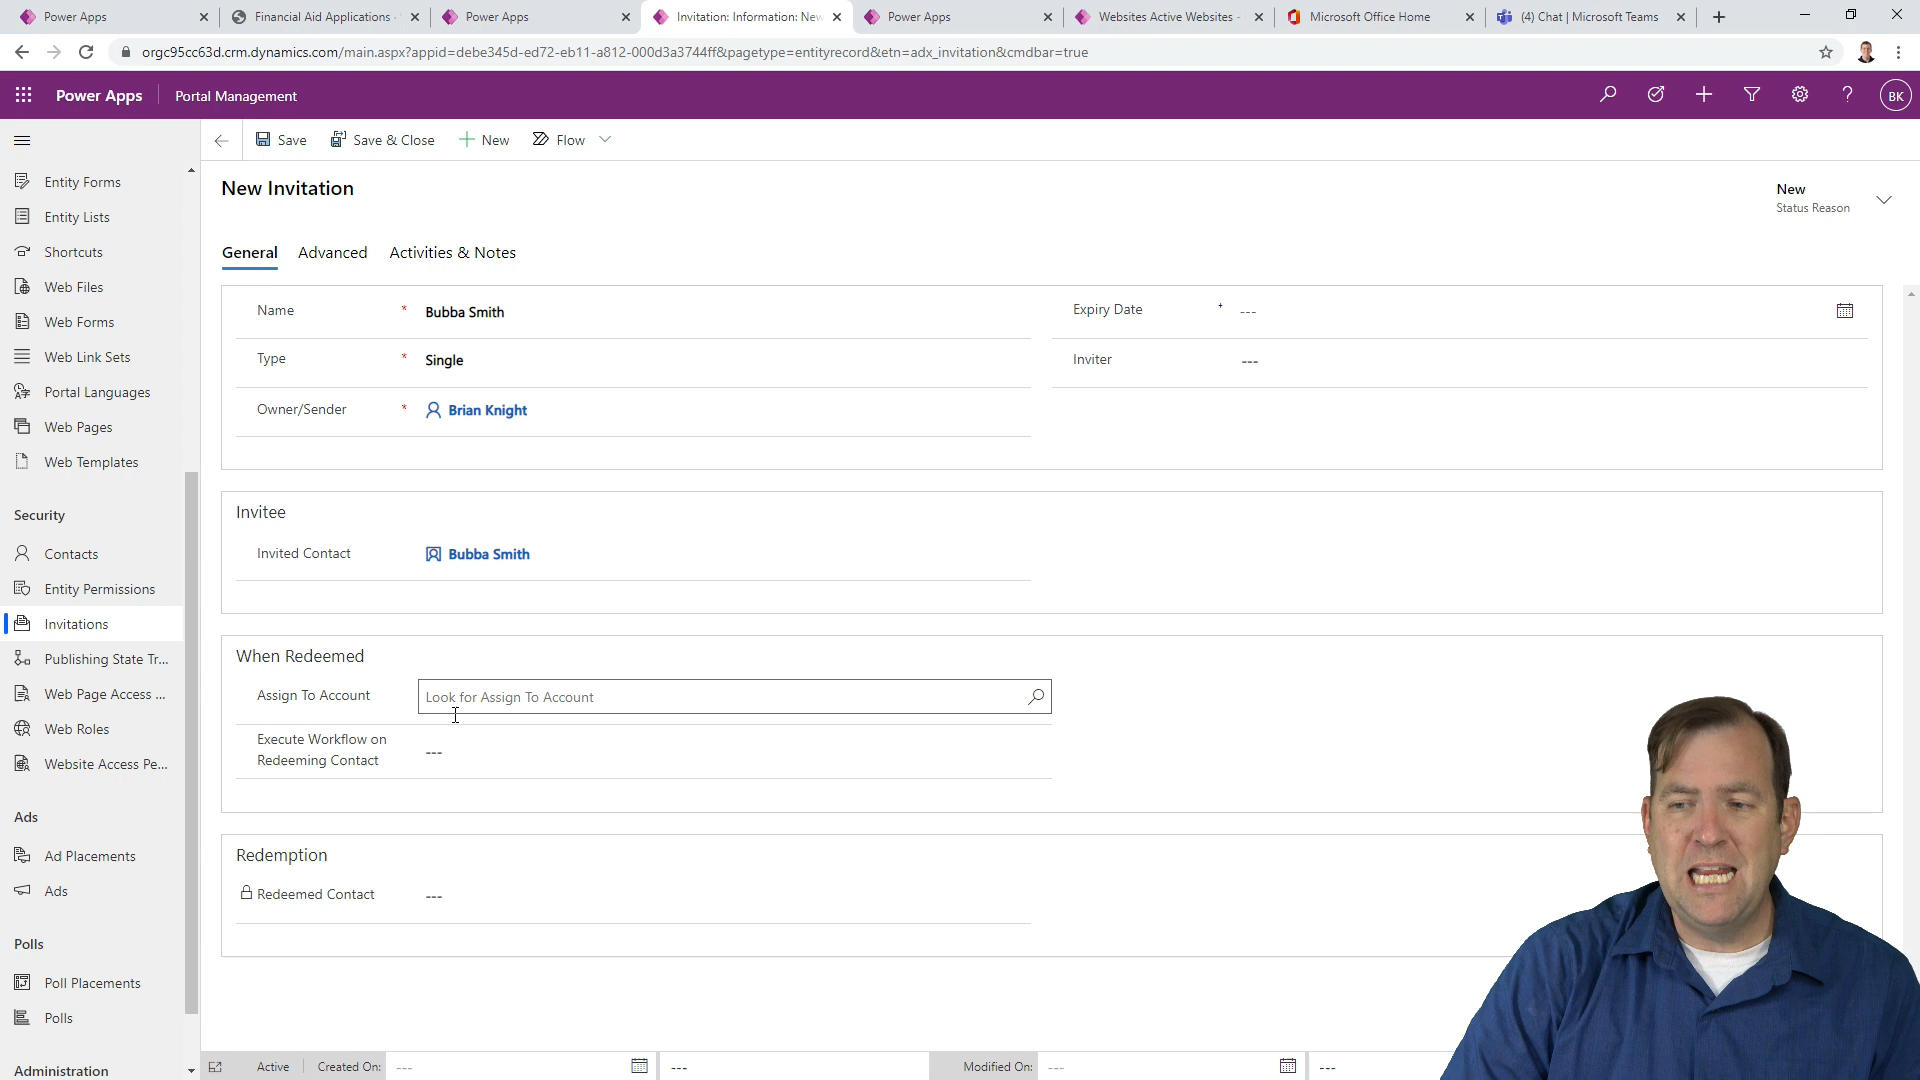 Power Apps
Financial Aid Applications
Power Apps
Invitation: Information: New
Power Apps
Websites Active Websites -
Microsoft Office Home
(4) Chat | Microsoft Teams
orgc95cc63d.crm.dynamics.com/main.aspx?appid=debe345d-ed72-eb11-a812-000d3a3744ff&pagetype=entityrecord&etn=adx_invitation&cmdbar=true
Power Apps
Portal Management
BK
Save
Save & Close
New
Flow
Entity Forms
Entity Lists
Shortcuts
Web Files
Web Forms
Web Link Sets
Portal Languages
Web Pages
Web Templates
Security
Contacts
Entity Permissions
Invitations
Publishing State Tr...
Web Page Access ...
Web Roles
Website Access Pe...
Ads
Ad Placements
Ads
Polls
Poll Placements
Polls
Administration
New Invitation
New
Status Reason
General
Advanced
Activities & Notes
Name * Bubba Smith
Expiry Date + ---
Type * Single
Inviter ---
Owner/Sender * Brian Knight
Invitee
Invited Contact Bubba Smith
When Redeemed
Assign To Account Look for Assign To Account
Execute Workflow on
Redeeming Contact ---
Redemption
Redeemed Contact ---
Active
Created On: ---
---
Modified On: ---
---